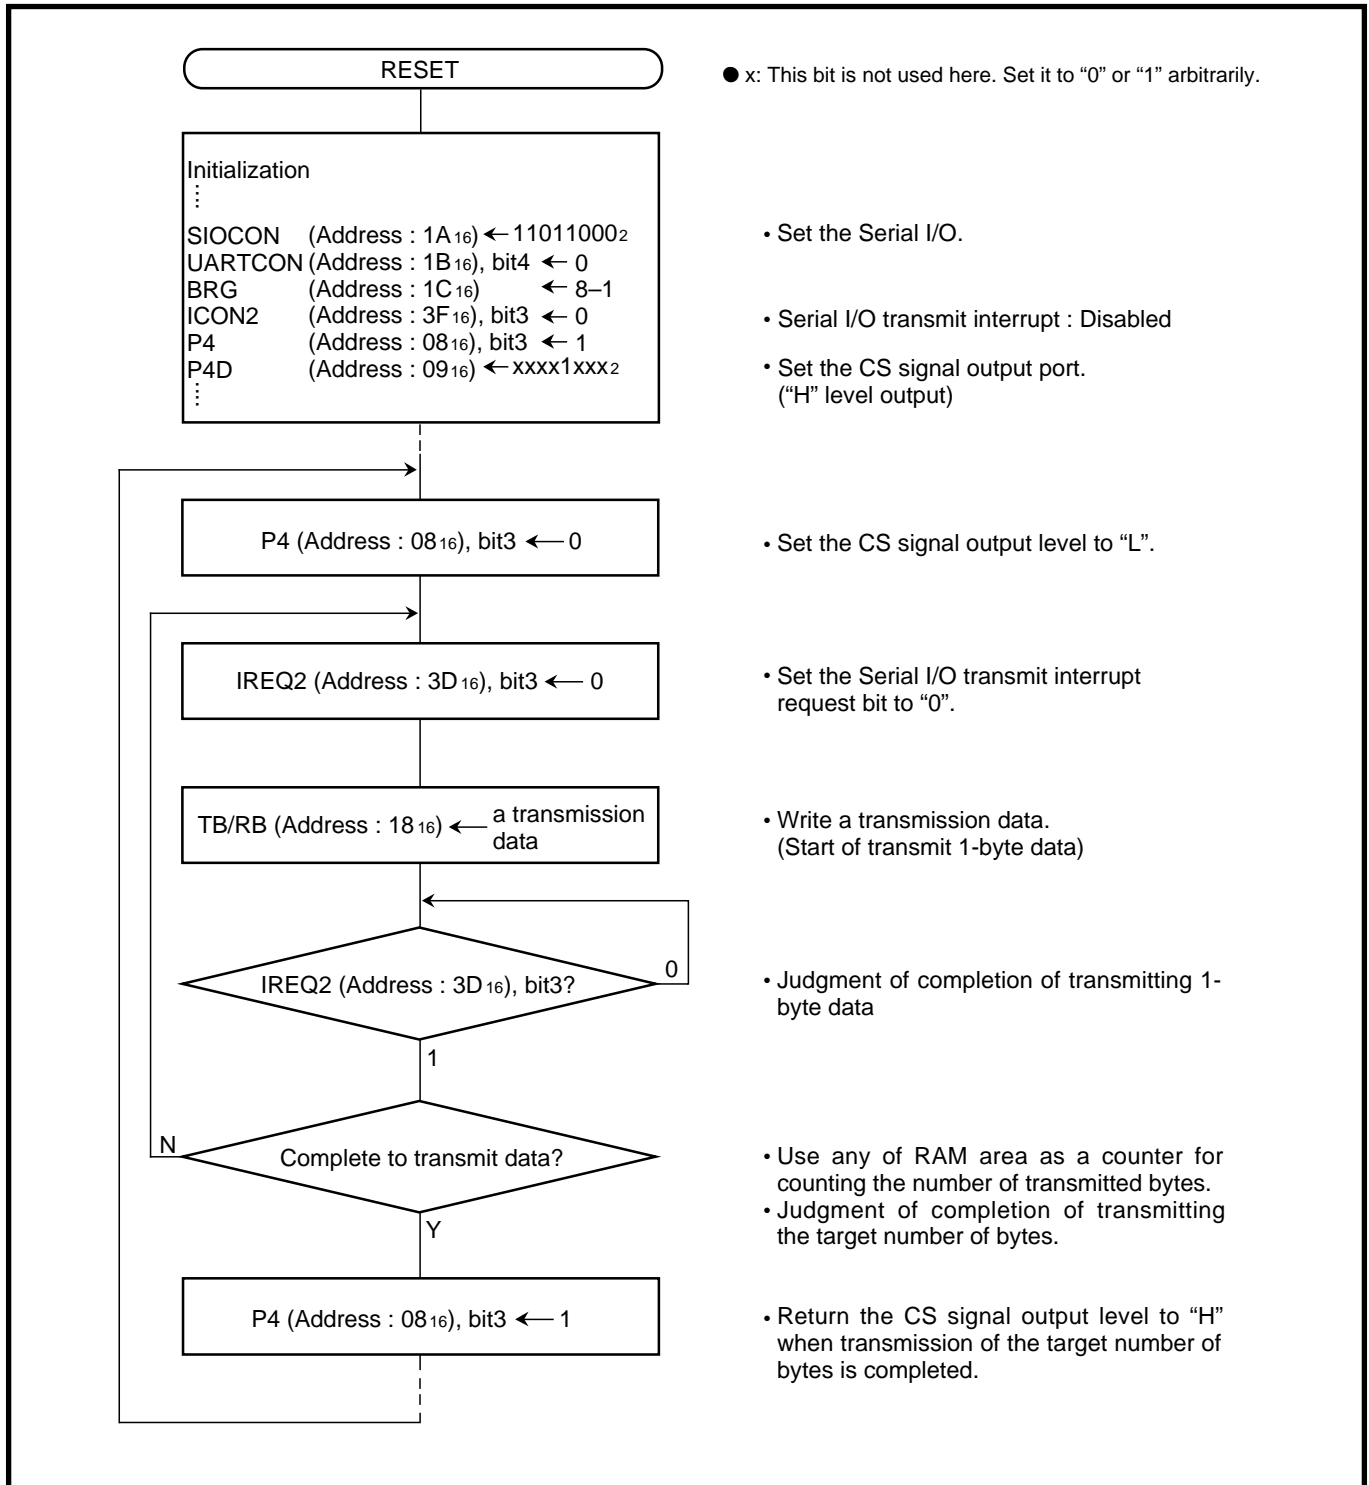 RESET
● x: This bit is not used here. Set it to “0” or “1” arbitrarily.
Initialization
⋮
SIOCON (Address : 1A16) ← 110110002
UARTCON (Address : 1B16), bit4 ← 0
BRG (Address : 1C16) ← 8–1
ICON2 (Address : 3F16), bit3 ← 0
P4 (Address : 0816), bit3 ← 1
P4D (Address : 0916) ← xxxx1xxx2
⋮
• Set the Serial I/O.
• Serial I/O transmit interrupt : Disabled
• Set the CS signal output port.
(“H” level output)
P4 (Address : 0816), bit3 ← 0
• Set the CS signal output level to “L”.
IREQ2 (Address : 3D16), bit3 ← 0
• Set the Serial I/O transmit interrupt
request bit to “0”.
TB/RB (Address : 1816) ← a transmission
data
• Write a transmission data.
(Start of transmit 1-byte data)
IREQ2 (Address : 3D16), bit3?
0
1
• Judgment of completion of transmitting 1-
byte data
Complete to transmit data?
N
Y
• Use any of RAM area as a counter for
counting the number of transmitted bytes.
• Judgment of completion of transmitting
the target number of bytes.
P4 (Address : 0816), bit3 ← 1
• Return the CS signal output level to “H”
when transmission of the target number of
bytes is completed.